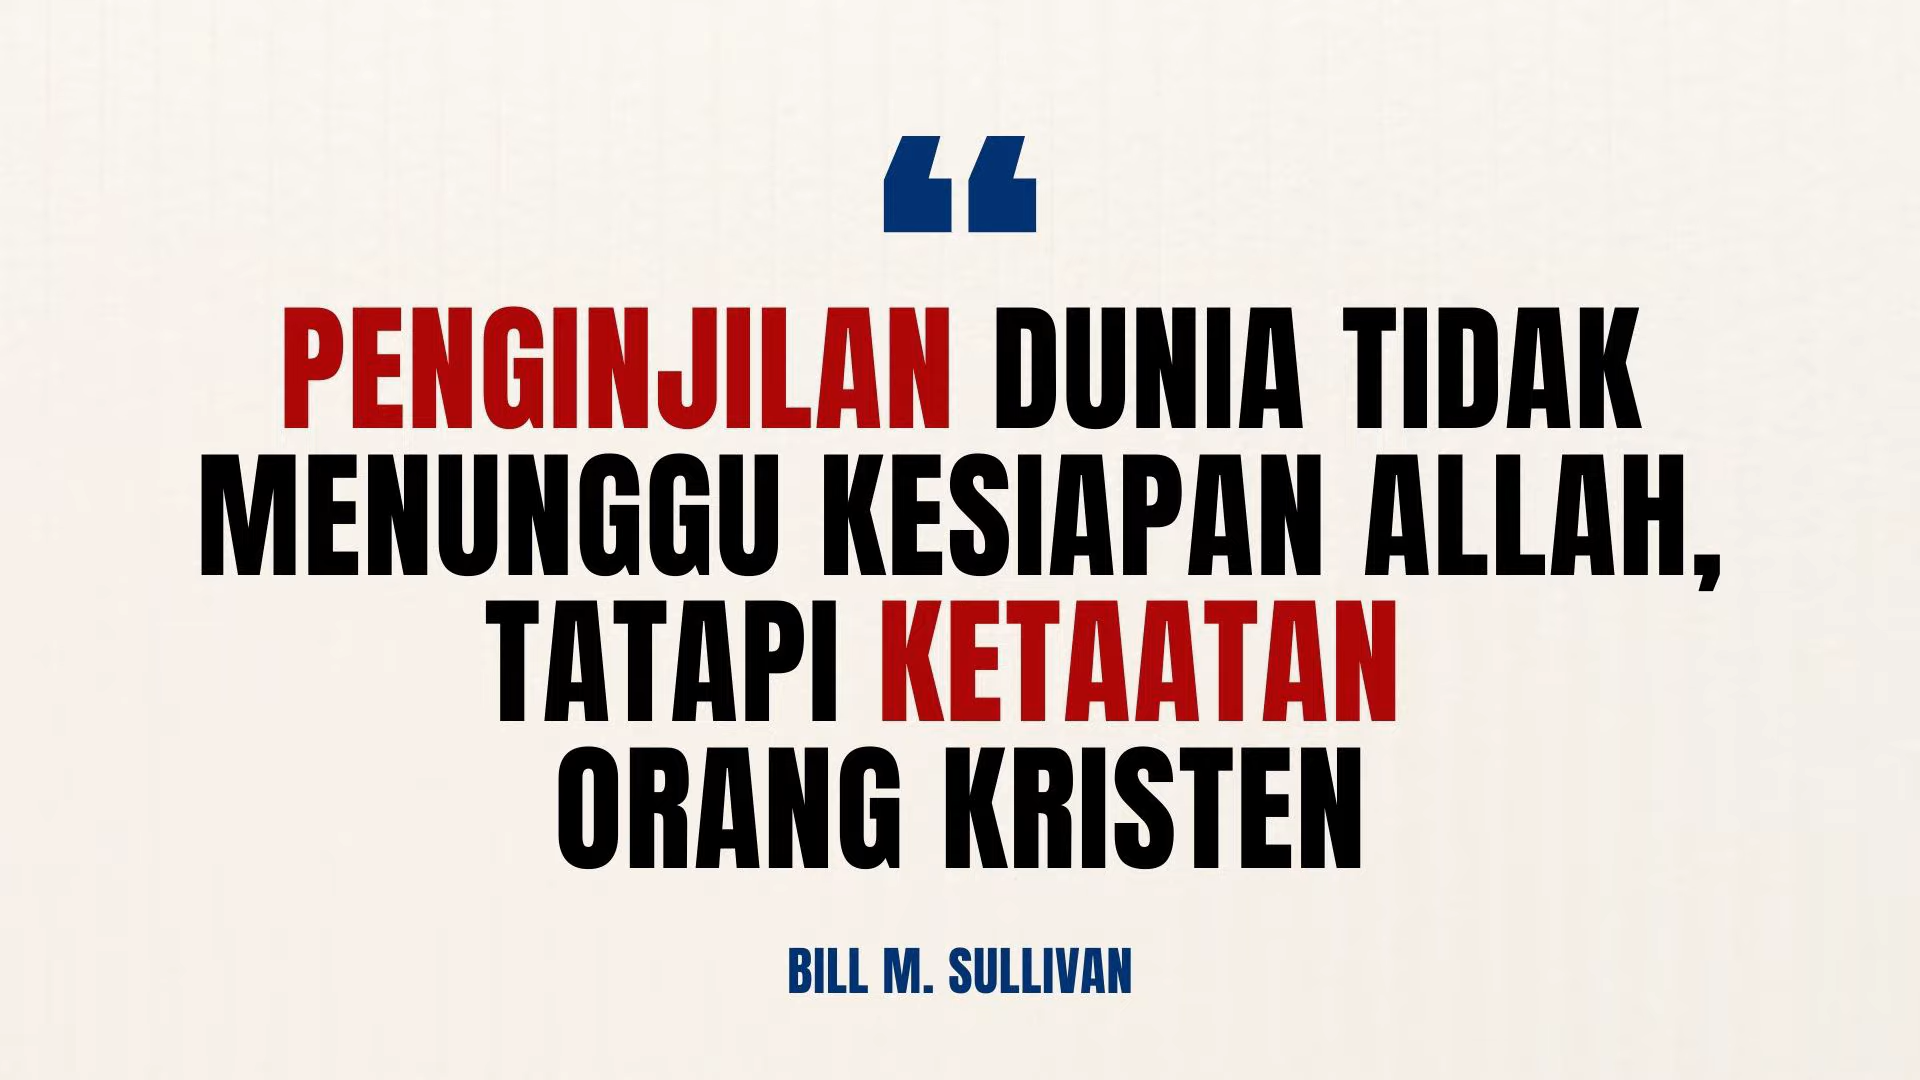 “
PENGINJILAN DUNIA TIDAK
MENUNGGU KESIAPAN ALLAH,
TATAPI KETAATAN
ORANG KRISTEN
BILL M. SULLIVAN